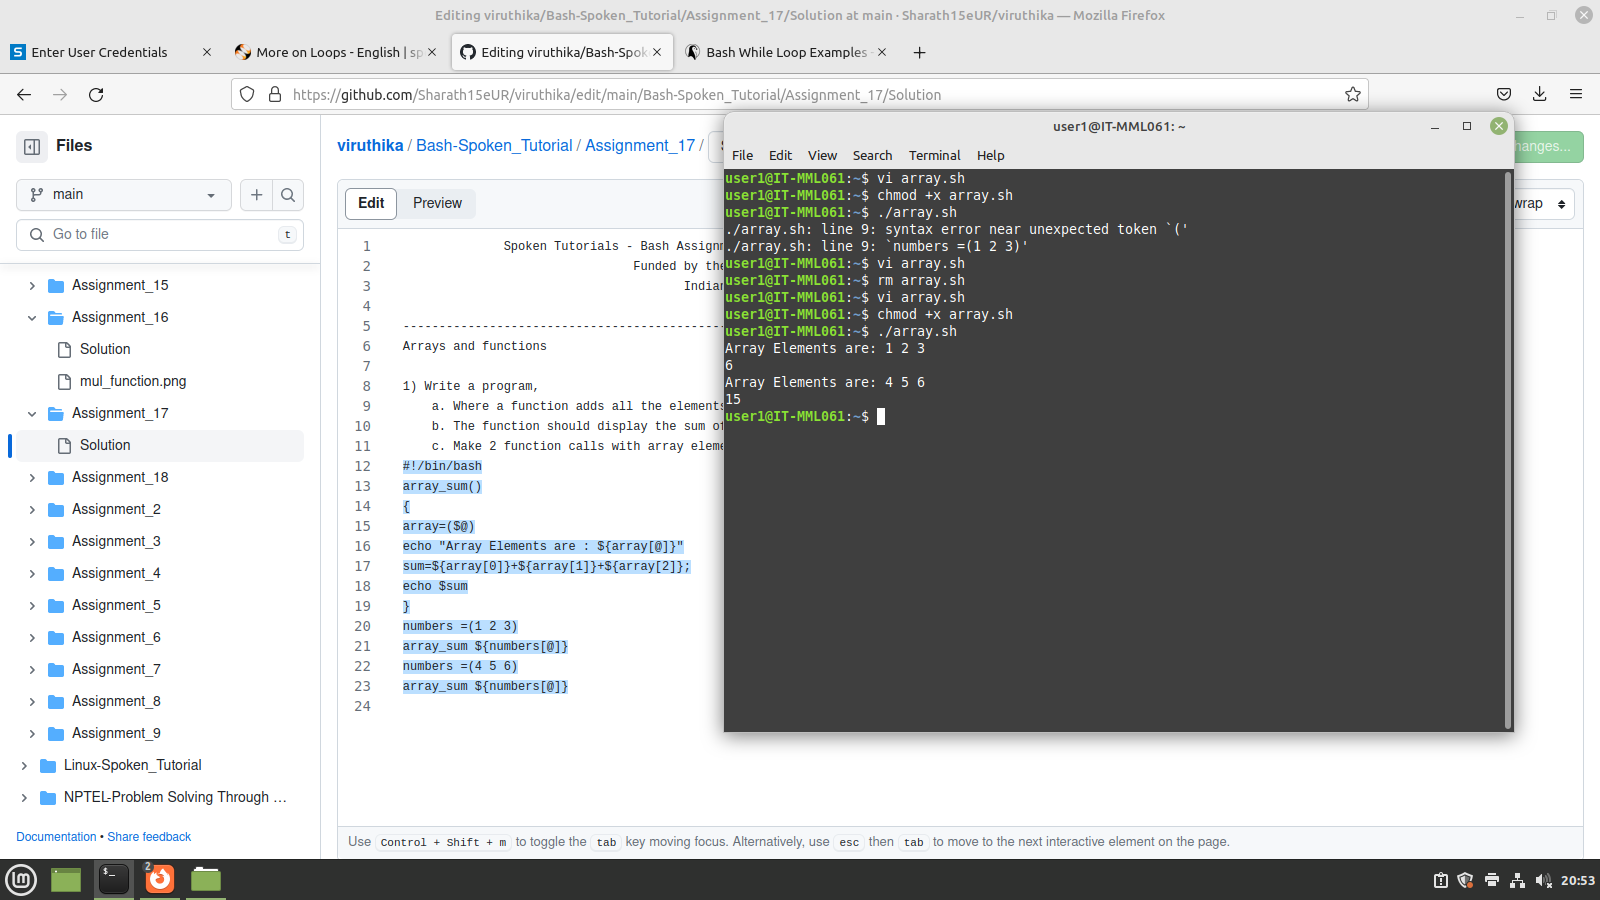 Editing viruthika/Bash-Spoken_Tutorial/Assignment_17/Solution at main · Sharath15eUR/viruthika — Mozilla Firefox
Enter User Credentials
More on Loops - English | sp
Editing viruthika/Bash-Spok
Bash While Loop Examples -
https://github.com/Sharath15eUR/viruthika/edit/main/Bash-Spoken_Tutorial/Assignment_17/Solution
Files
main
Go to file
t
Assignment_15
Assignment_16
Solution
mul_function.png
Assignment_17
Solution
Assignment_18
Assignment_2
Assignment_3
Assignment_4
Assignment_5
Assignment_6
Assignment_7
Assignment_8
Assignment_9
Linux-Spoken_Tutorial
NPTEL-Problem Solving Through ...
Documentation • Share feedback
viruthika / Bash-Spoken_Tutorial / Assignment_17 /
hanges...
Edit
Preview
wrap
1 Spoken Tutorials - Bash Assignm
2 Funded by the
3 Indian
4
5 --------------------------------------------
6 Arrays and functions
7
8 1) Write a program,
9 a. Where a function adds all the elements
10 b. The function should display the sum of
11 c. Make 2 function calls with array eleme
12 #!/bin/bash
13 array_sum()
14 {
15 array=($@)
16 echo "Array Elements are : ${array[@]}"
17 sum=${array[0]}+${array[1]}+${array[2]};
18 echo $sum
19 }
20 numbers =(1 2 3)
21 array_sum ${numbers[@]}
22 numbers =(4 5 6)
23 array_sum ${numbers[@]}
24
Use Control + Shift + m to toggle the tab key moving focus. Alternatively, use esc then tab to move to the next interactive element on the page.
user1@IT-MML061: ~
File Edit View Search Terminal Help
user1@IT-MML061:~$ vi array.sh
user1@IT-MML061:~$ chmod +x array.sh
user1@IT-MML061:~$ ./array.sh
./array.sh: line 9: syntax error near unexpected token `('
./array.sh: line 9: `numbers =(1 2 3)'
user1@IT-MML061:~$ vi array.sh
user1@IT-MML061:~$ rm array.sh
user1@IT-MML061:~$ vi array.sh
user1@IT-MML061:~$ chmod +x array.sh
user1@IT-MML061:~$ ./array.sh
Array Elements are: 1 2 3
6
Array Elements are: 4 5 6
15
user1@IT-MML061:~$
2
20:53